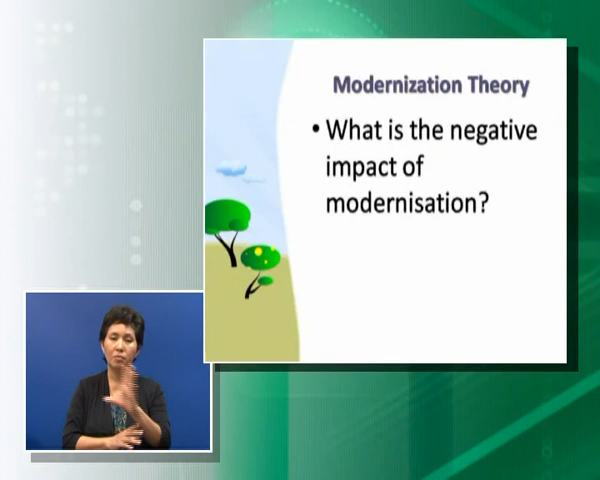 Modernization Theory
• What is the negative
impact of
modernisation?